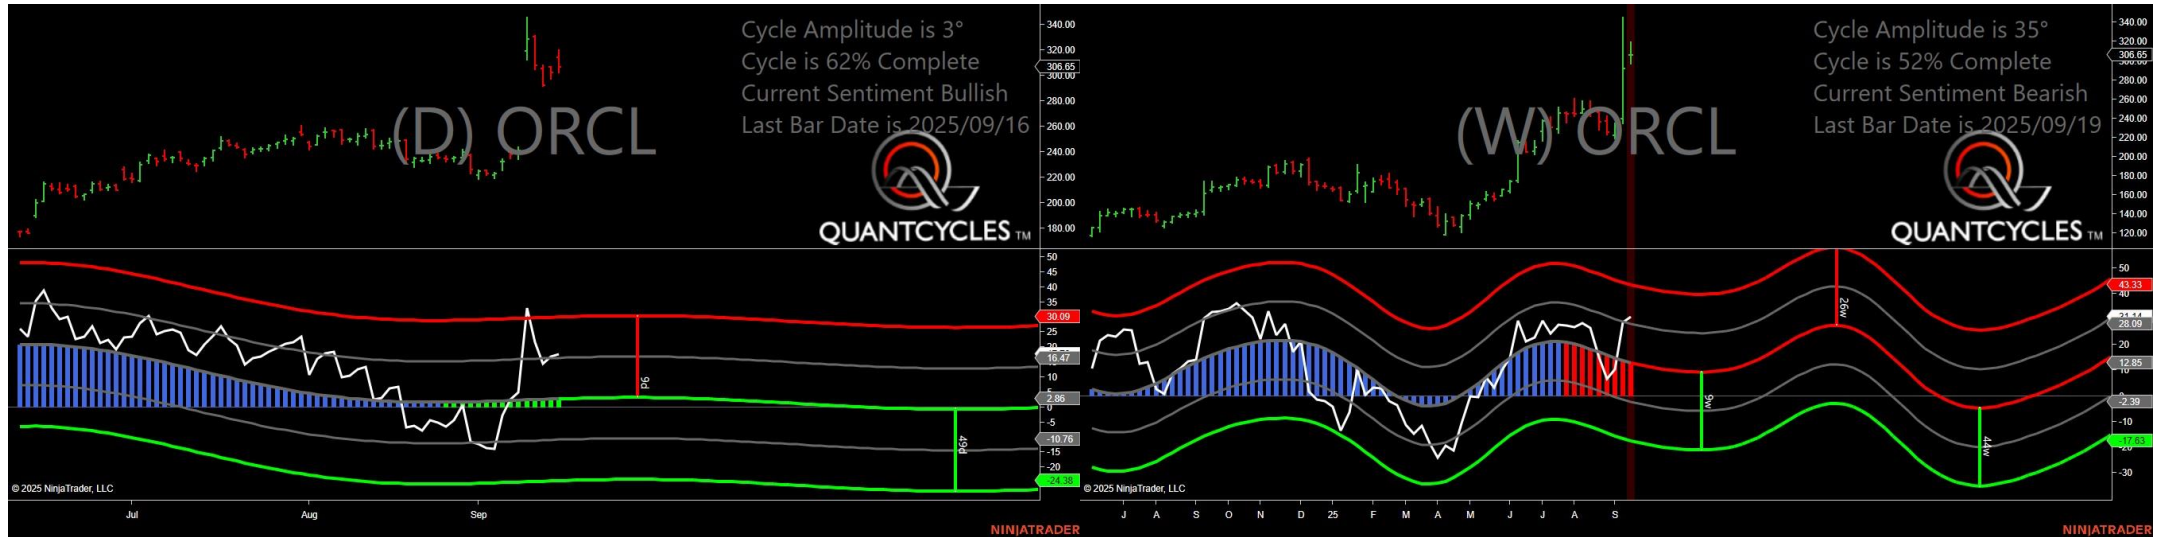 Cycle Amplitude is 3°
Cycle is 62% Complete
Current Sentiment Bullish
Last Bar Date is 2025/09/16
(D) ORCL
QUANTCYCLES TM
340.00
320.00
306.65
300.00
280.00
260.00
240.00
220.00
200.00
180.00
50
45
40
35
30.09
25
20
16.47
10
5
2.86
0
-5
-10.76
-15
-20
-24.38
9d
49d
© 2025 NinjaTrader, LLC
Jul
Aug
Sep
NINJATRADER
Cycle Amplitude is 35°
Cycle is 52% Complete
Current Sentiment Bearish
Last Bar Date is 2025/09/19
(W) ORCL
QUANTCYCLES TM
340.00
320.00
306.65
300.00
280.00
260.00
240.00
220.00
200.00
180.00
160.00
140.00
120.00
50
43.33
40
28.09
20
12.85
10
-2.39
-10
-17.63
-20
-30
26w
9w
44w
© 2025 NinjaTrader, LLC
J A S O N D 25 F M A M J J A S
NINJATRADER